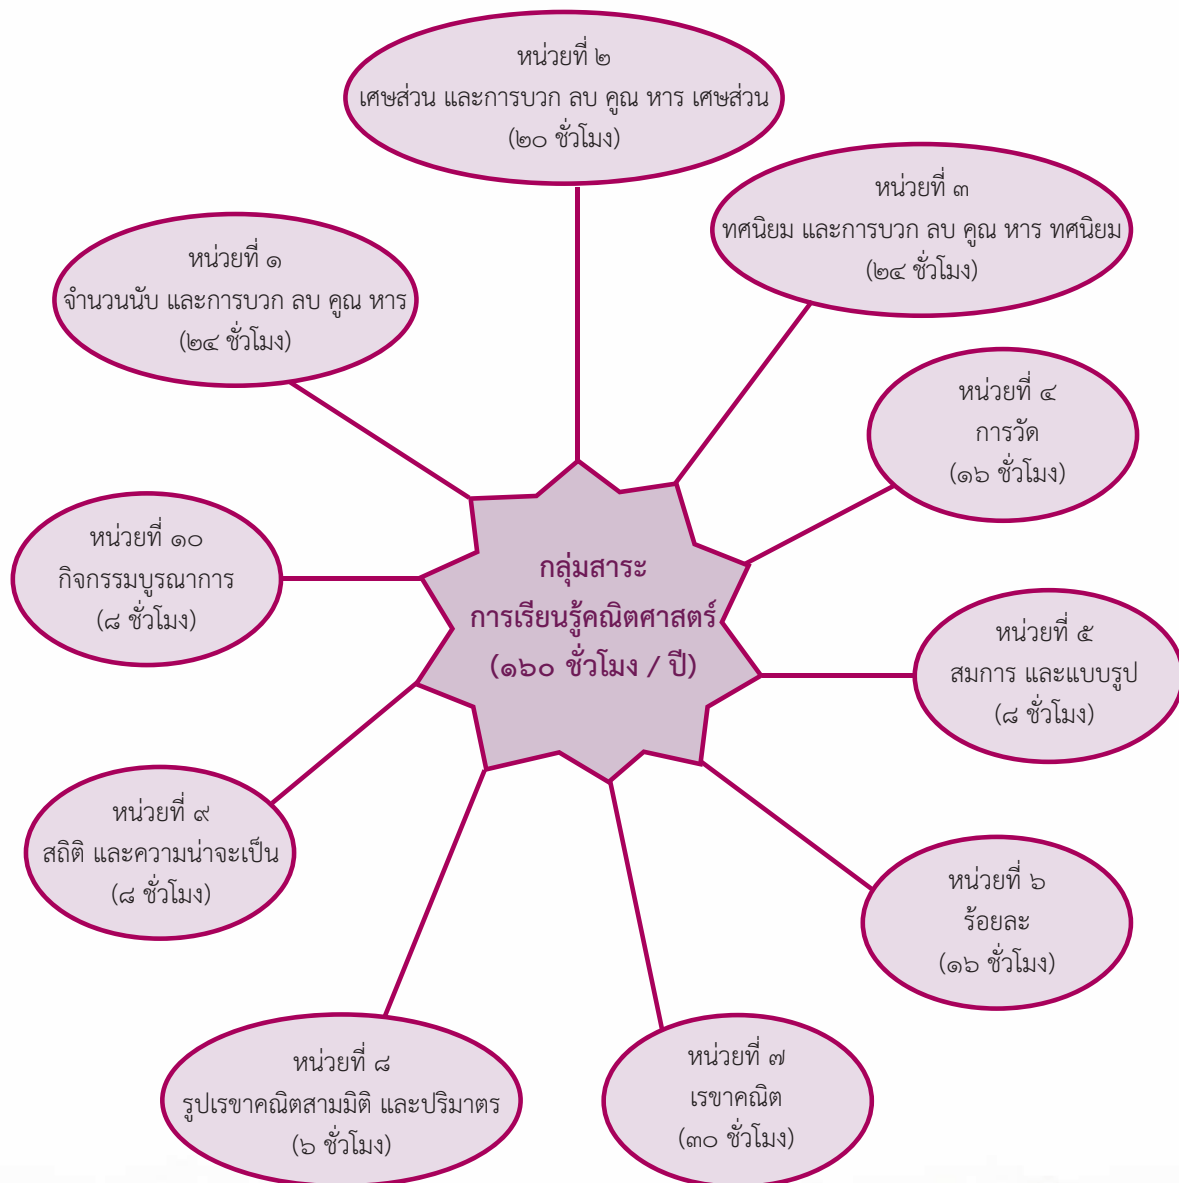 หน่วยที่ ๑
จำนวนนับ และการบวก ลบ คูณ หาร
(๒๔ ชั่วโมง)
หน่วยที่ ๒
เศษส่วน และการบวก ลบ คูณ หาร เศษส่วน
(๒๐ ชั่วโมง)
หน่วยที่ ๓
ทศนิยม และการบวก ลบ คูณ หาร ทศนิยม
(๒๔ ชั่วโมง)
หน่วยที่ ๔
การวัด
(๑๖ ชั่วโมง)
หน่วยที่ ๕
สมการ และแบบรูป
(๘ ชั่วโมง)
หน่วยที่ ๖
ร้อยละ
(๑๖ ชั่วโมง)
หน่วยที่ ๗
เรขาคณิต
(๓๐ ชั่วโมง)
หน่วยที่ ๘
รูปเรขาคณิตสามมิติ และปริมาตร
(๖ ชั่วโมง)
หน่วยที่ ๙
สถิติ และความน่าจะเป็น
(๘ ชั่วโมง)
หน่วยที่ ๑๐
กิจกรรมบูรณาการ
(๘ ชั่วโมง)
กลุ่มสาระ
การเรียนรู้คณิตศาสตร์
(๑๖๐ ชั่วโมง / ปี)